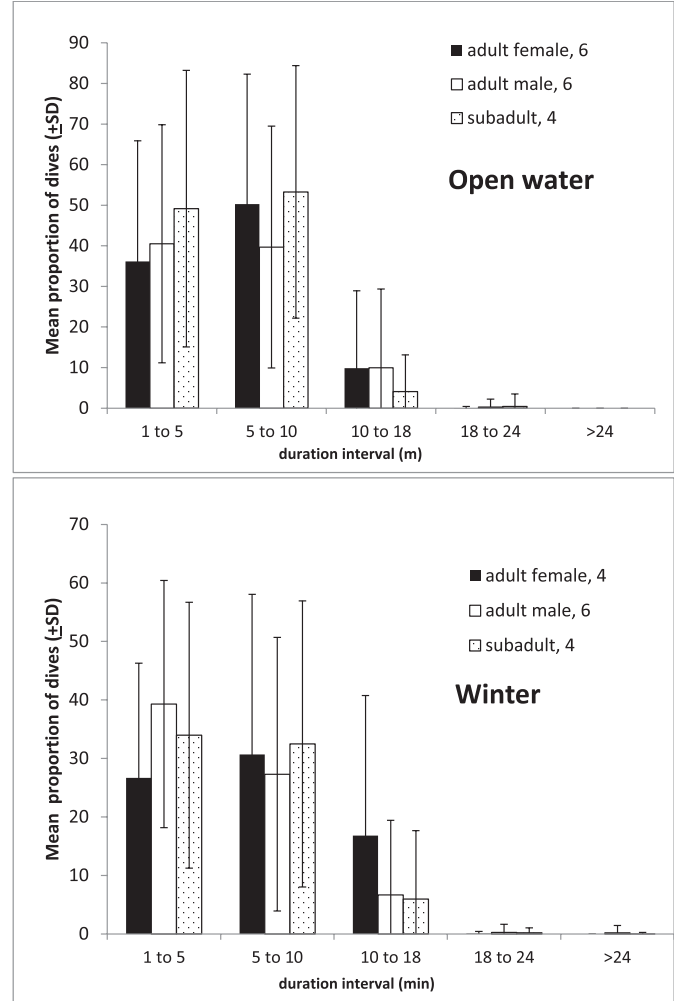 90
80
70
60
50
40
30
20
10
0
Mean proportion of dives (±SD)
adult female, 6
adult male, 6
subadult, 4
Open water
1 to 5 5 to 10 10 to 18 18 to 24 >24
duration interval (m)
70
60
50
40
30
20
10
0
Mean proportion of dives (±SD)
adult female, 4
adult male, 6
subadult, 4
Winter
1 to 5 5 to 10 10 to 18 18 to 24 >24
duration interval (min)